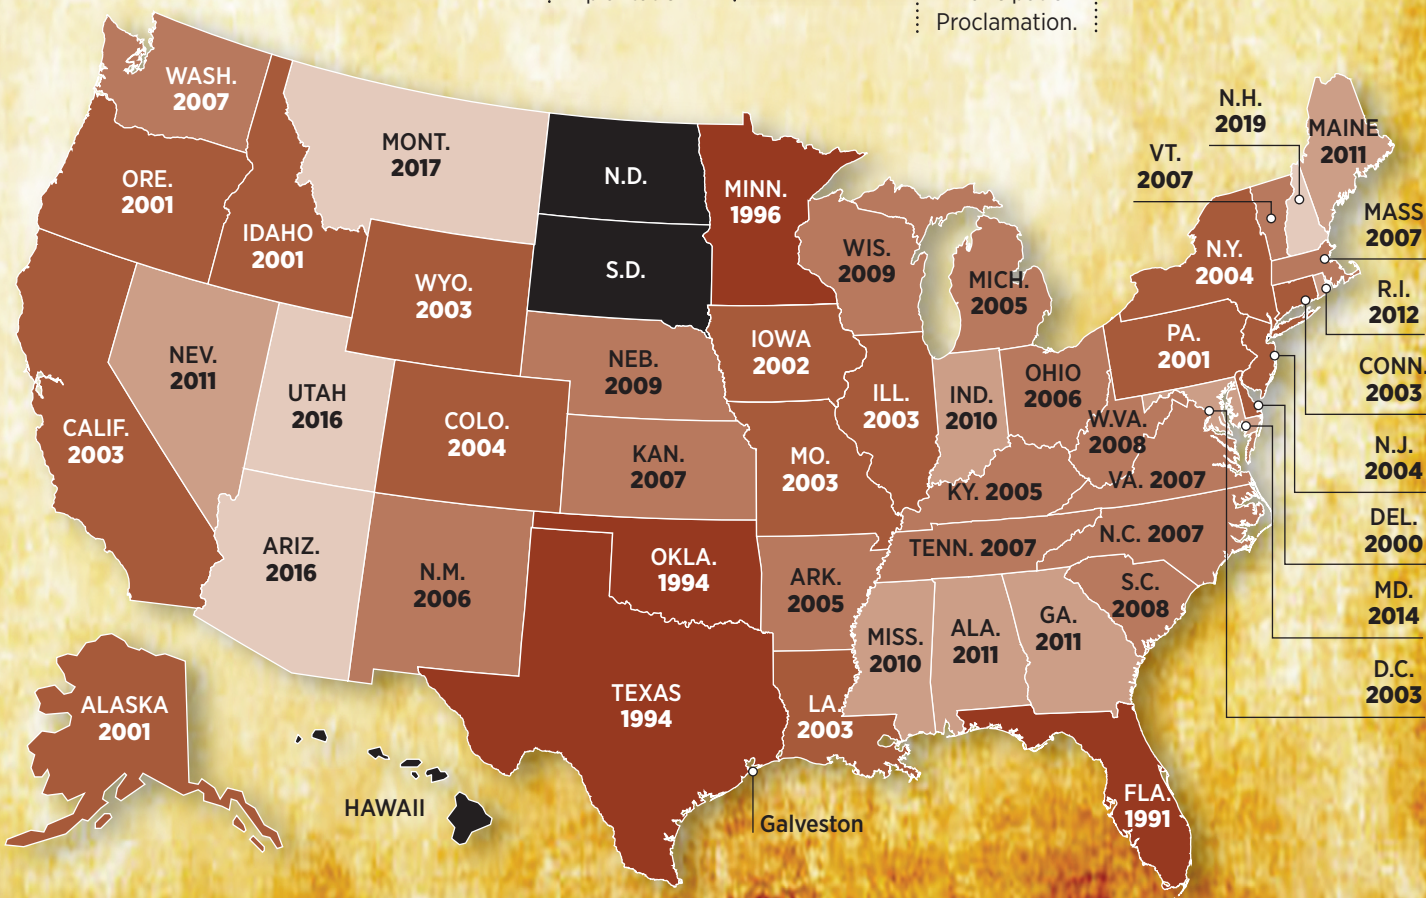 Proclamation.
WASH.
2007
ORE.
2001
IDAHO
2001
MONT.
2017
N.D.
S.D.
MINN.
1996
WIS.
2009
MICH.
2005
N.H.
2019
MAINE
2011
VT.
2007
MASS
2007
N.Y.
2004
R.I.
2012
WYO.
2003
NEV.
2011
UTAH
2016
COLO.
2004
NEB.
2009
IOWA
2002
ILL.
2003
IND.
2010
OHIO
2006
PA.
2001
CONN.
2003
CALIF.
2003
KAN.
2007
MO.
2003
KY. 2005
W.VA.
2008
VA. 2007
N.J.
2004
DEL.
2000
ARIZ.
2016
N.M.
2006
OKLA.
1994
ARK.
2005
TENN. 2007
N.C. 2007
S.C.
2008
MD.
2014
D.C.
2003
MISS.
2010
ALA.
2011
GA.
2011
TEXAS
1994
LA.
2003
ALASKA
2001
HAWAII
Galveston
FLA.
1991